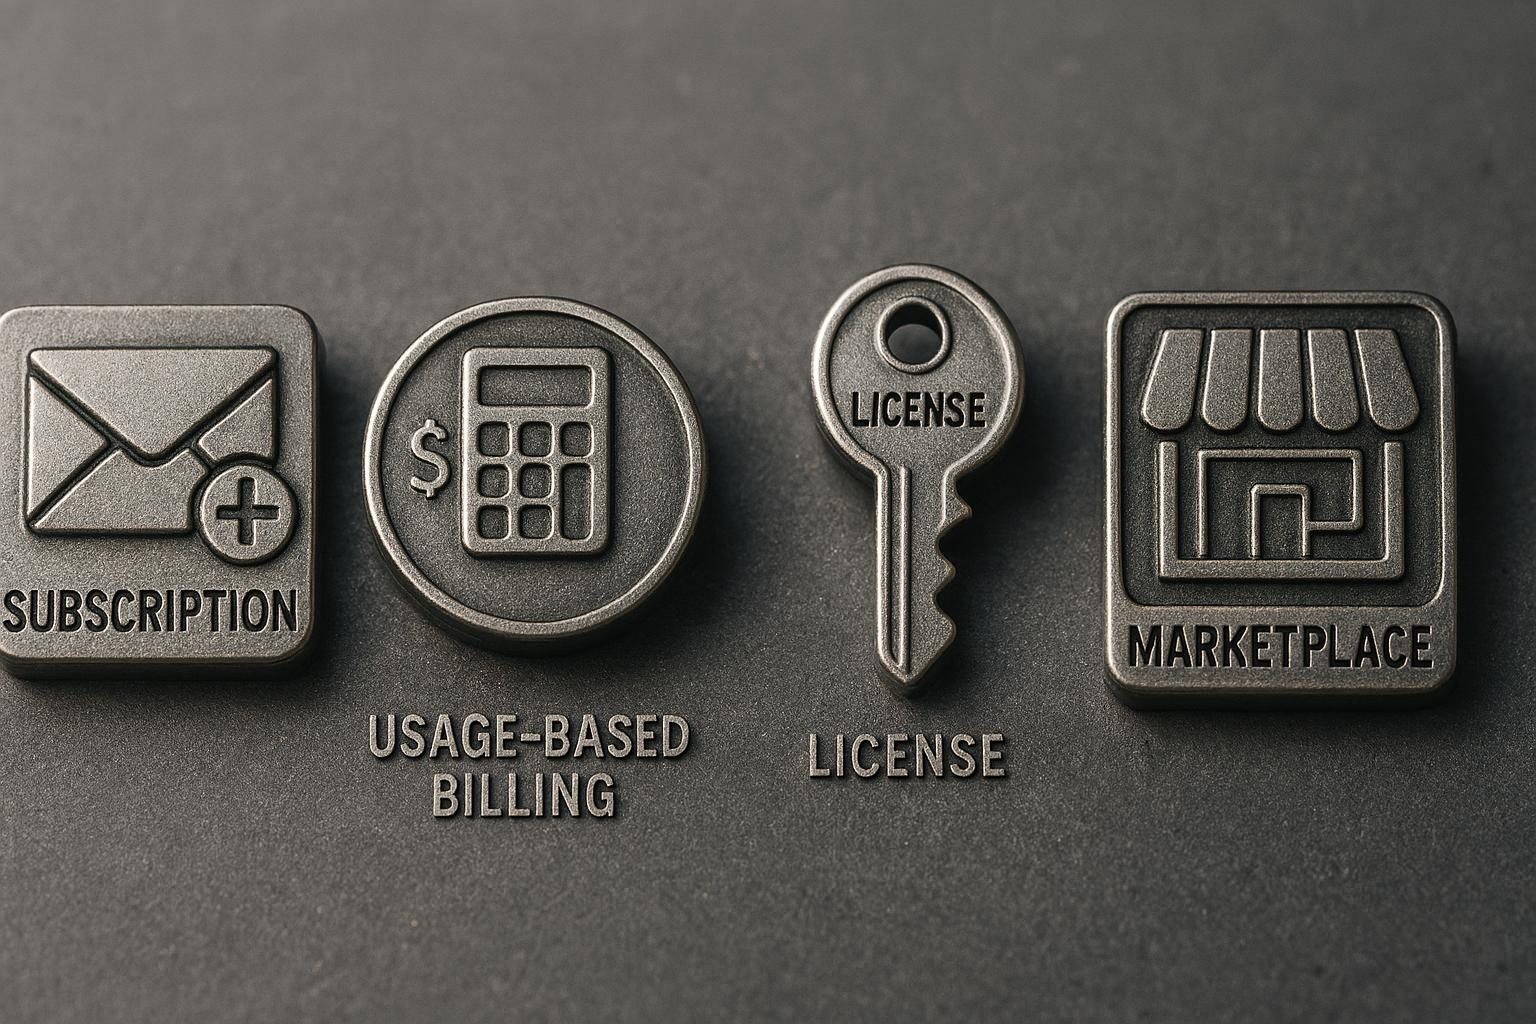 SUBSCRIPTION
$
USAGE-BASED
BILLING
LICENSE
LICENSE
MARKETPLACE